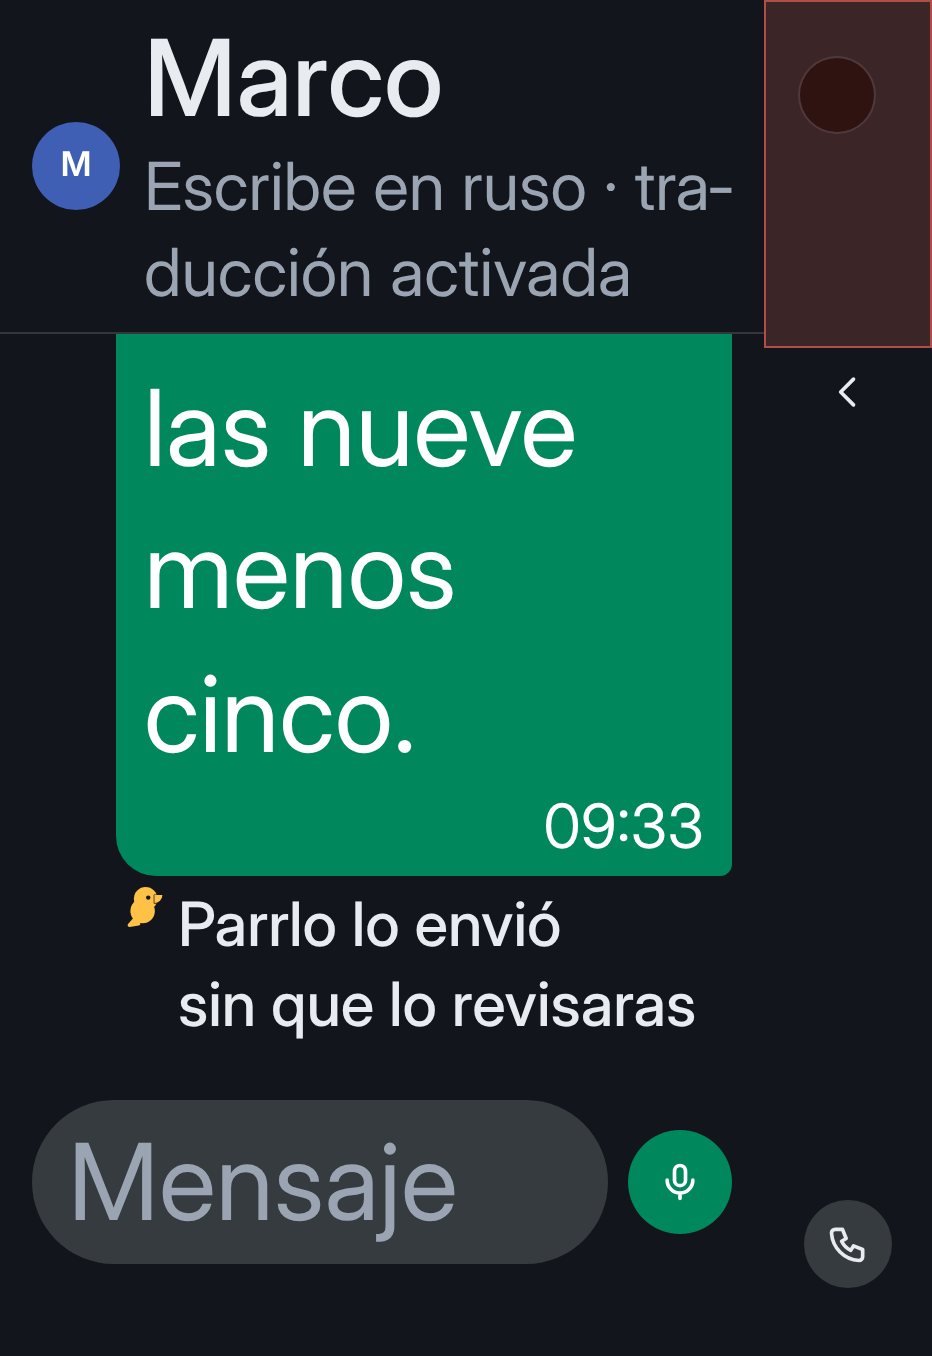 Marco
M
Escribe en ruso · tra-
ducción activada
las nueve
menos
cinco.
09:33
Parrlo lo envió
sin que lo revisaras
Mensaje